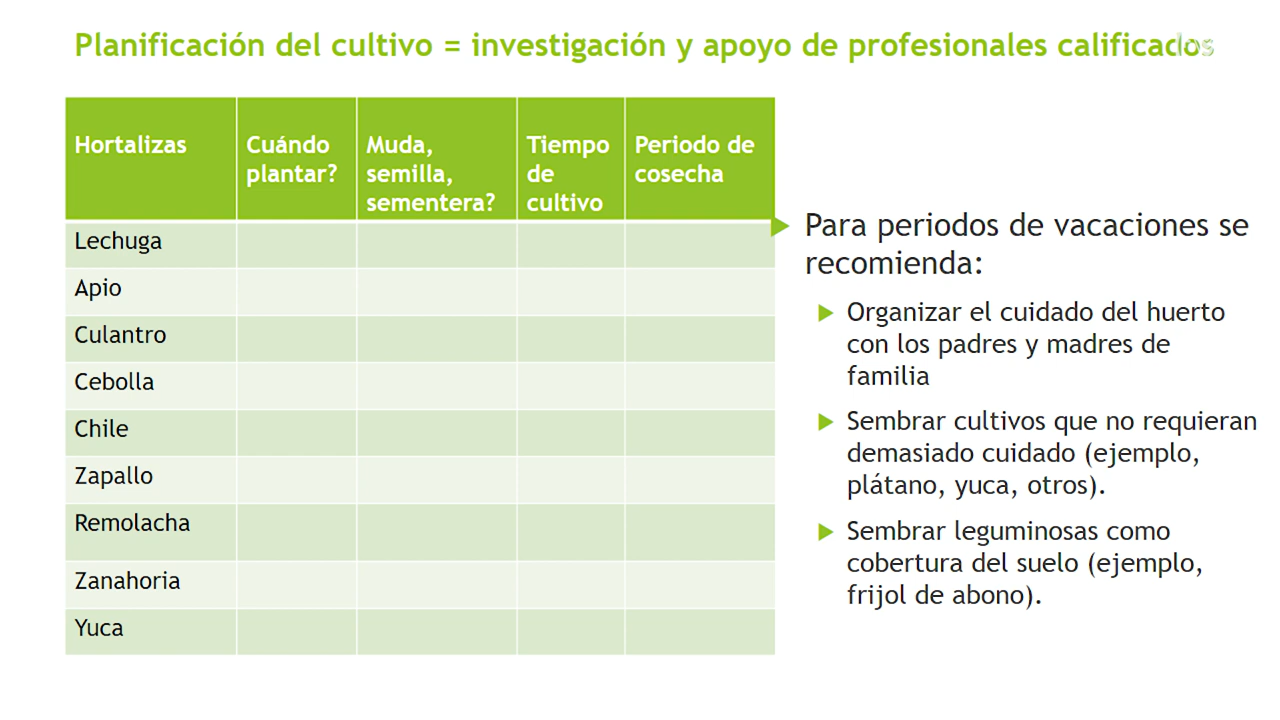 Planificación del cultivo = investigación y apoyo de profesionales calificados
Hortalizas
Cuándo
plantar?
Muda,
semilla,
sementera?
Tiempo
de
cultivo
Periodo de
cosecha
Lechuga
Apio
Culantro
Cebolla
Chile
Zapallo
Remolacha
Zanahoria
Yuca
Para periodos de vacaciones se
recomienda:
Organizar el cuidado del huerto
con los padres y madres de
familia
Sembrar cultivos que no requieran
demasiado cuidado (ejemplo,
plátano, yuca, otros).
Sembrar leguminosas como
cobertura del suelo (ejemplo,
frijol de abono).